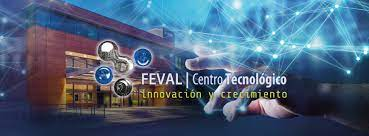 FEVAL | Centro Tecnológico
innovación y crecimiento